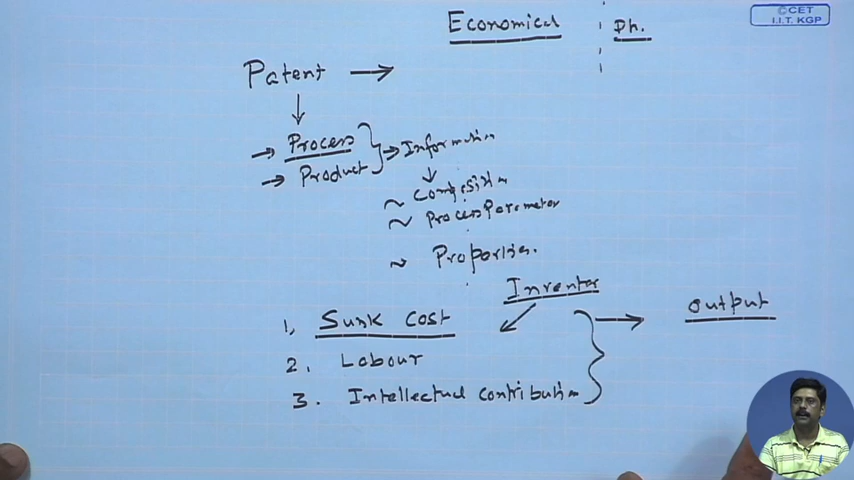 ©CET
I.I.T. KGP
Economical
Ph.
Patent →
→ Process
→ Product
→ Information
~ Composition
~ Process Parameter
~ Properties.
Inventor
1, Sunk Cost
2. Labour
3. Intellectual contribution
→ output